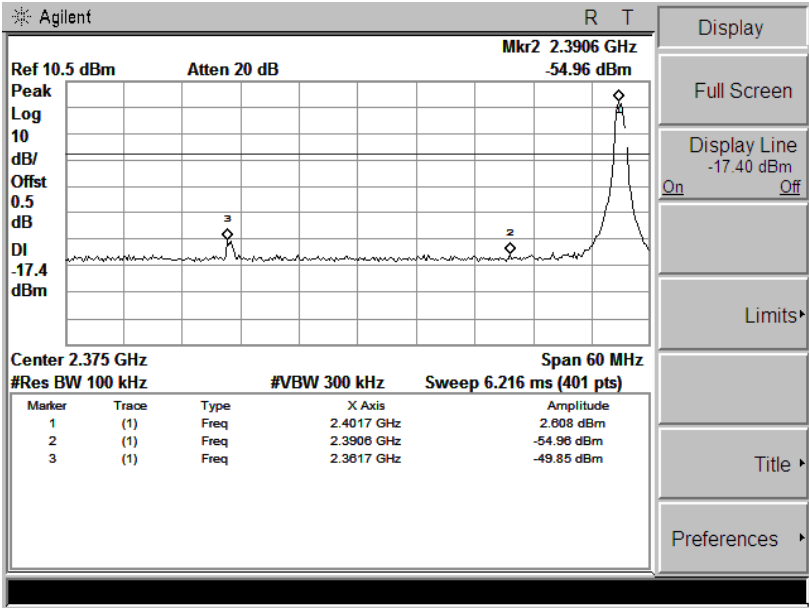 Agilent R T
Mkr2 2.3906 GHz
Ref 10.5 dBm Atten 20 dB -54.96 dBm
Peak
Log
10
dB/
Offst
0.5
dB
DI
-17.4
dBm
3
2
Center 2.375 GHz Span 60 MHz
#Res BW 100 kHz #VBW 300 kHz Sweep 6.216 ms (401 pts)
Marker Trace Type X Axis Amplitude
1 (1) Freq 2.4017 GHz 2.608 dBm
2 (1) Freq 2.3906 GHz -54.96 dBm
3 (1) Freq 2.3617 GHz -49.85 dBm
Display
Full Screen
Display Line
-17.40 dBm
On Off
Limits
Title
Preferences